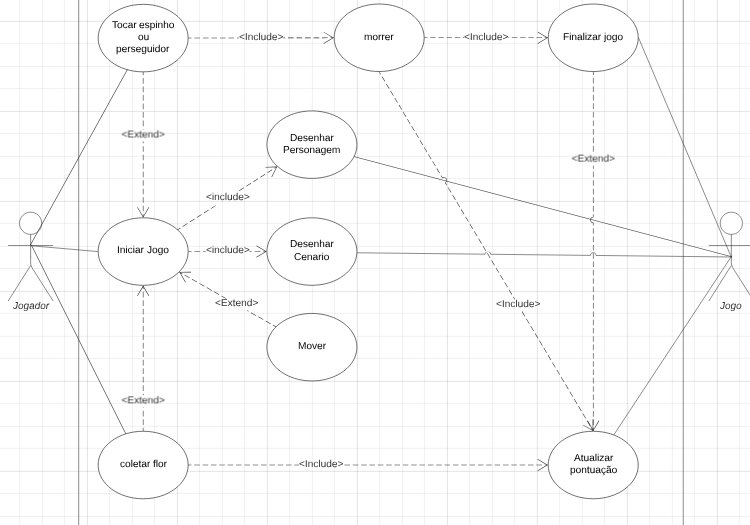 Tocar espinho
ou
perseguidor
<Include>
morrer
<Include>
Finalizar jogo
<Extend>
Desenhar
Personagem
<Extend>
<include>
Iniciar Jogo
<include>
Desenhar
Cenario
Jogador
<Extend>
<Include>
Jogo
Mover
<Extend>
coletar flor
<Include>
Atualizar
pontuação